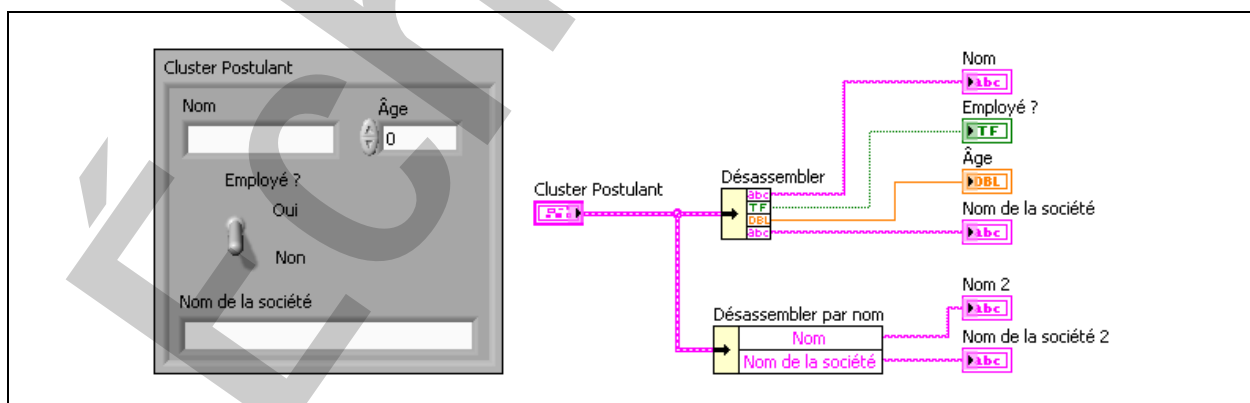 Cluster Postulant
Nom
Âge
0
Employé ?
Oui
Non
Nom de la société
Cluster Postulant
Désassembler
abc
TF
DBL
abc
Nom
abc
Employé ?
TF
Âge
DBL
Nom de la société
abc
Désassembler par nom
Nom
Nom de la société
Nom 2
abc
Nom de la société 2
abc